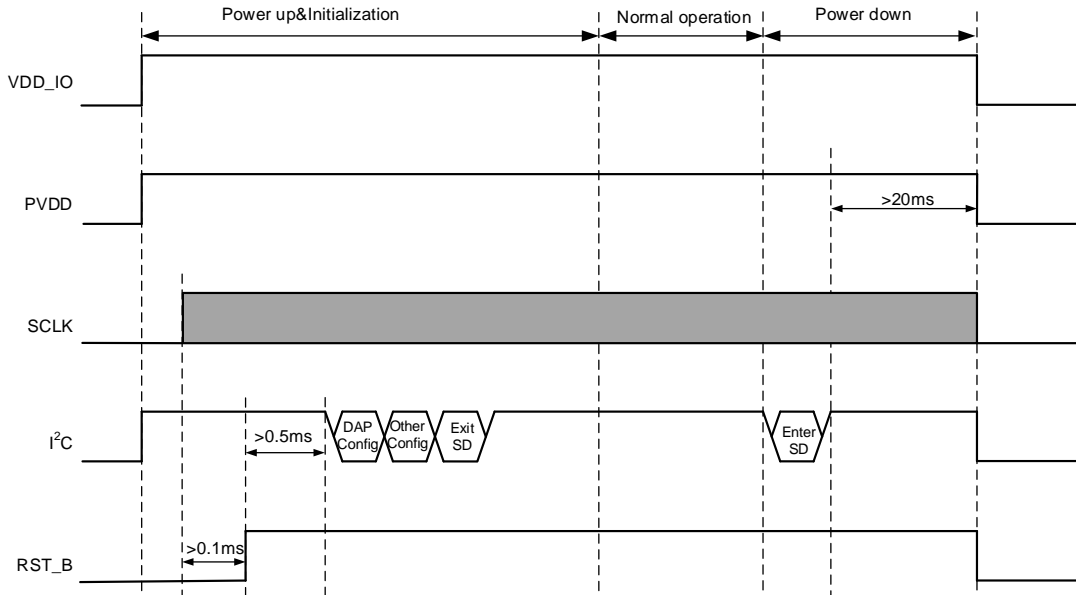 Power up&Initialization
Normal operation
Power down
VDD_IO
PVDD
>20ms
SCLK
I²C
>0.5ms
DAP
Config
Other
Config
Exit
SD
Enter
SD
RST_B
>0.1ms